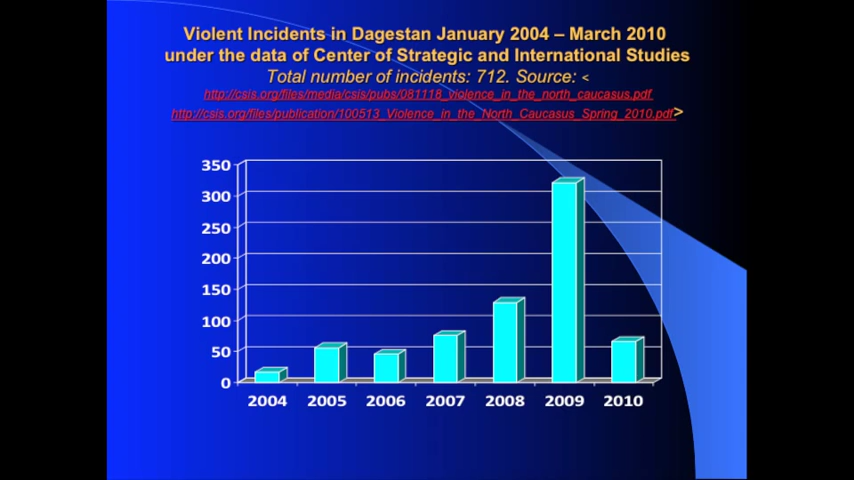 Violent Incidents in Dagestan January 2004 – March 2010
under the data of Center of Strategic and International Studies
Total number of incidents: 712. Source: <
http://csis.org/files/media/csis/pubs/081118_violence_in_the_north_caucasus.pdf
http://csis.org/files/publication/100513_Violence_in_the_North_Caucasus_Spring_2010.pdf>
350
300
250
200
150
100
50
0
2004 2005 2006 2007 2008 2009 2010